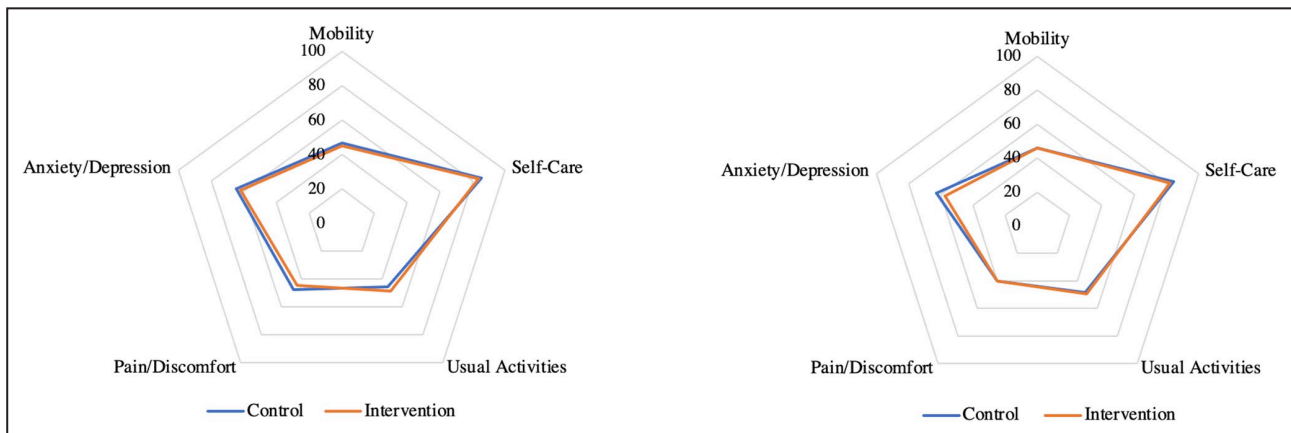 Mobility
100
80
60
40
20
0
Anxiety/Depression
Self-Care
Pain/Discomfort
Usual Activities
Control
Intervention
Mobility
100
80
60
40
20
0
Anxiety/Depression
Self-Care
Pain/Discomfort
Usual Activities
Control
Intervention